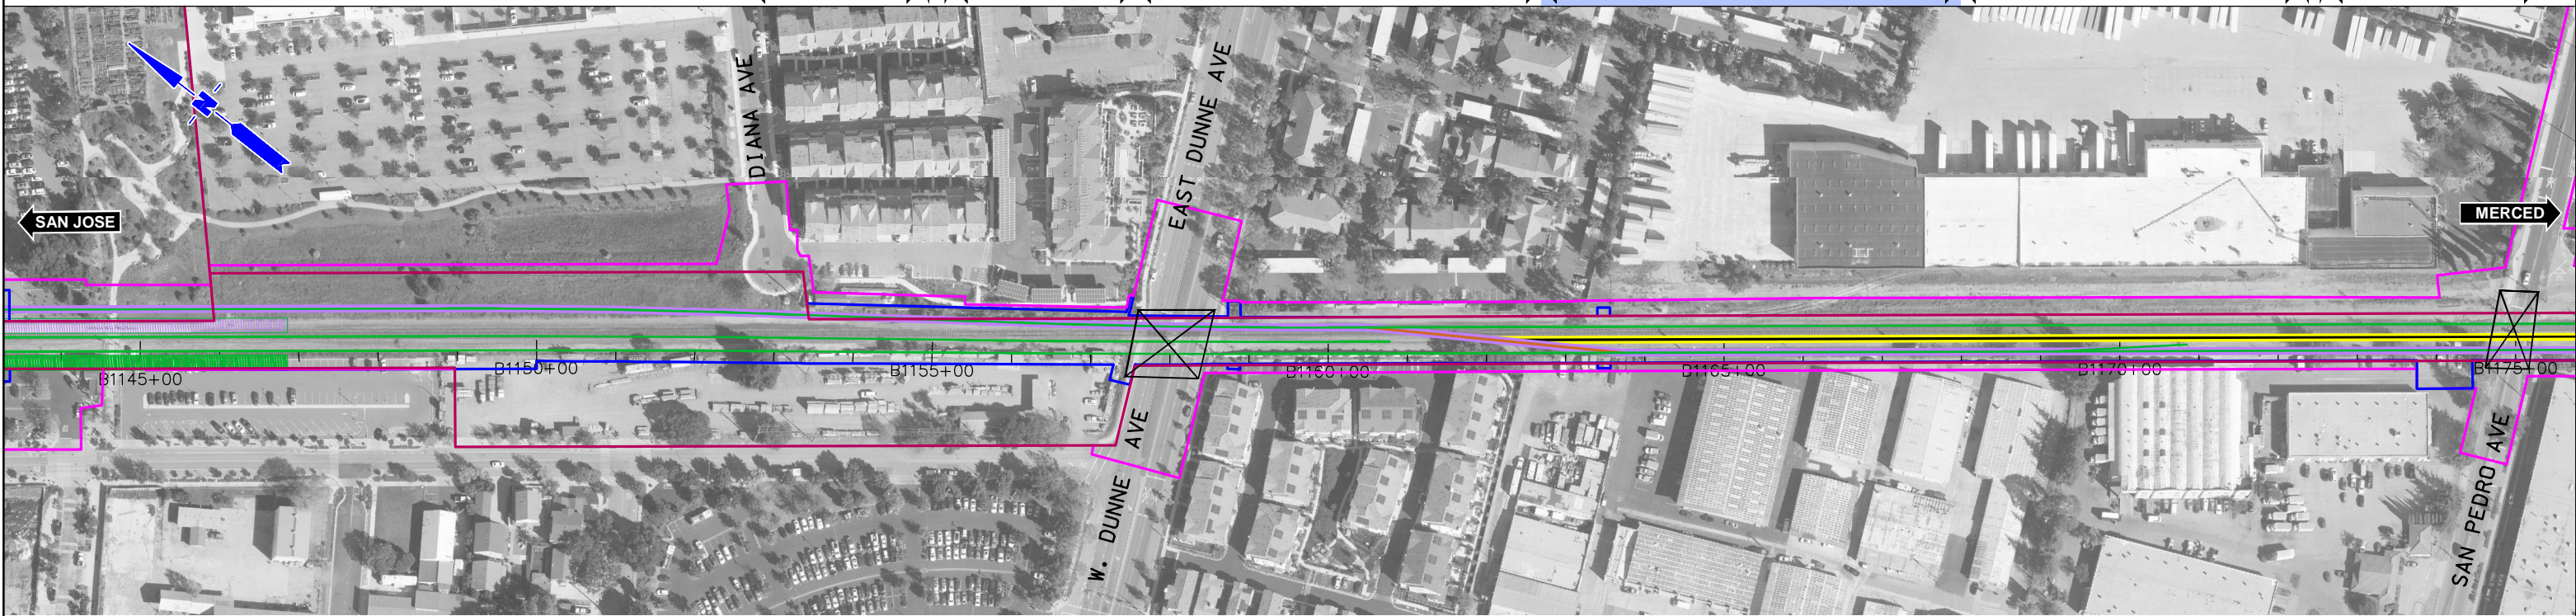 DIANA AVE
EAST DUNNE AVE
N
SAN JOSE
MERCED
B1145+00
B1150+00
B1155+00
B1160+00
B1165+00
B1170+00
B1175+00
W. DUNNE AVE
SAN PEDRO AVE